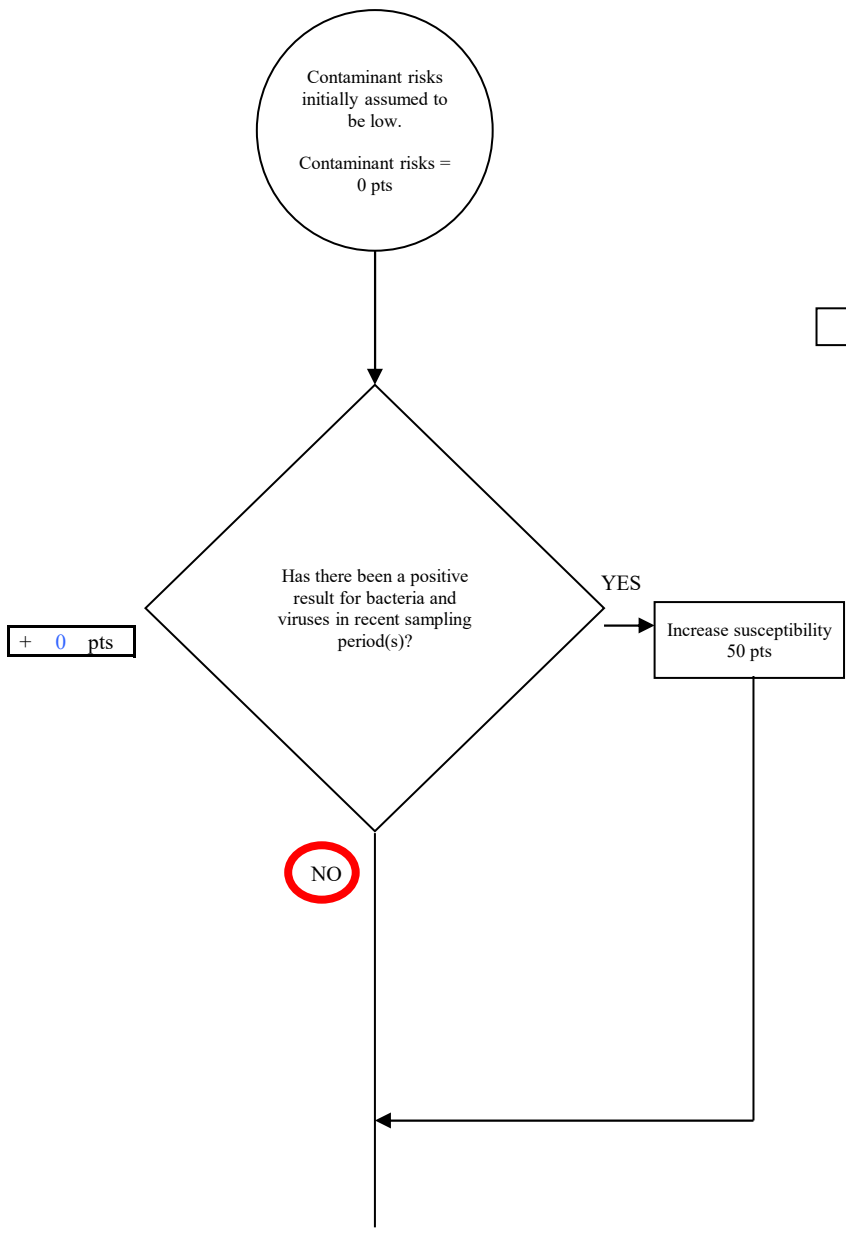 Contaminant risks
initially assumed to
be low.
Contaminant risks =
0 pts
Has there been a positive
result for bacteria and
viruses in recent sampling
period(s)?
YES
Increase susceptibility
50 pts
+ 0 pts
NO